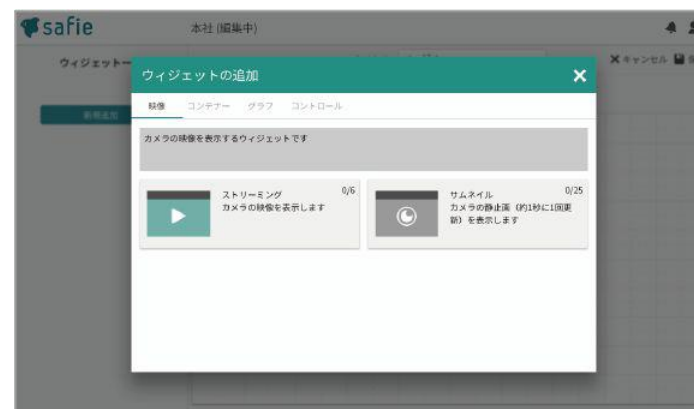 safie
本社 (編集中)
ウィジェット
キャンセル
ウィジェットの追加
映像 コンテナー グラフ コントロール
新規追加
カメラの映像を表示するウィジェットです
ストリーミング 0/6
カメラの映像を表示します
サムネイル 0/25
カメラの静止画 (約1秒に1回更
新) を表示します